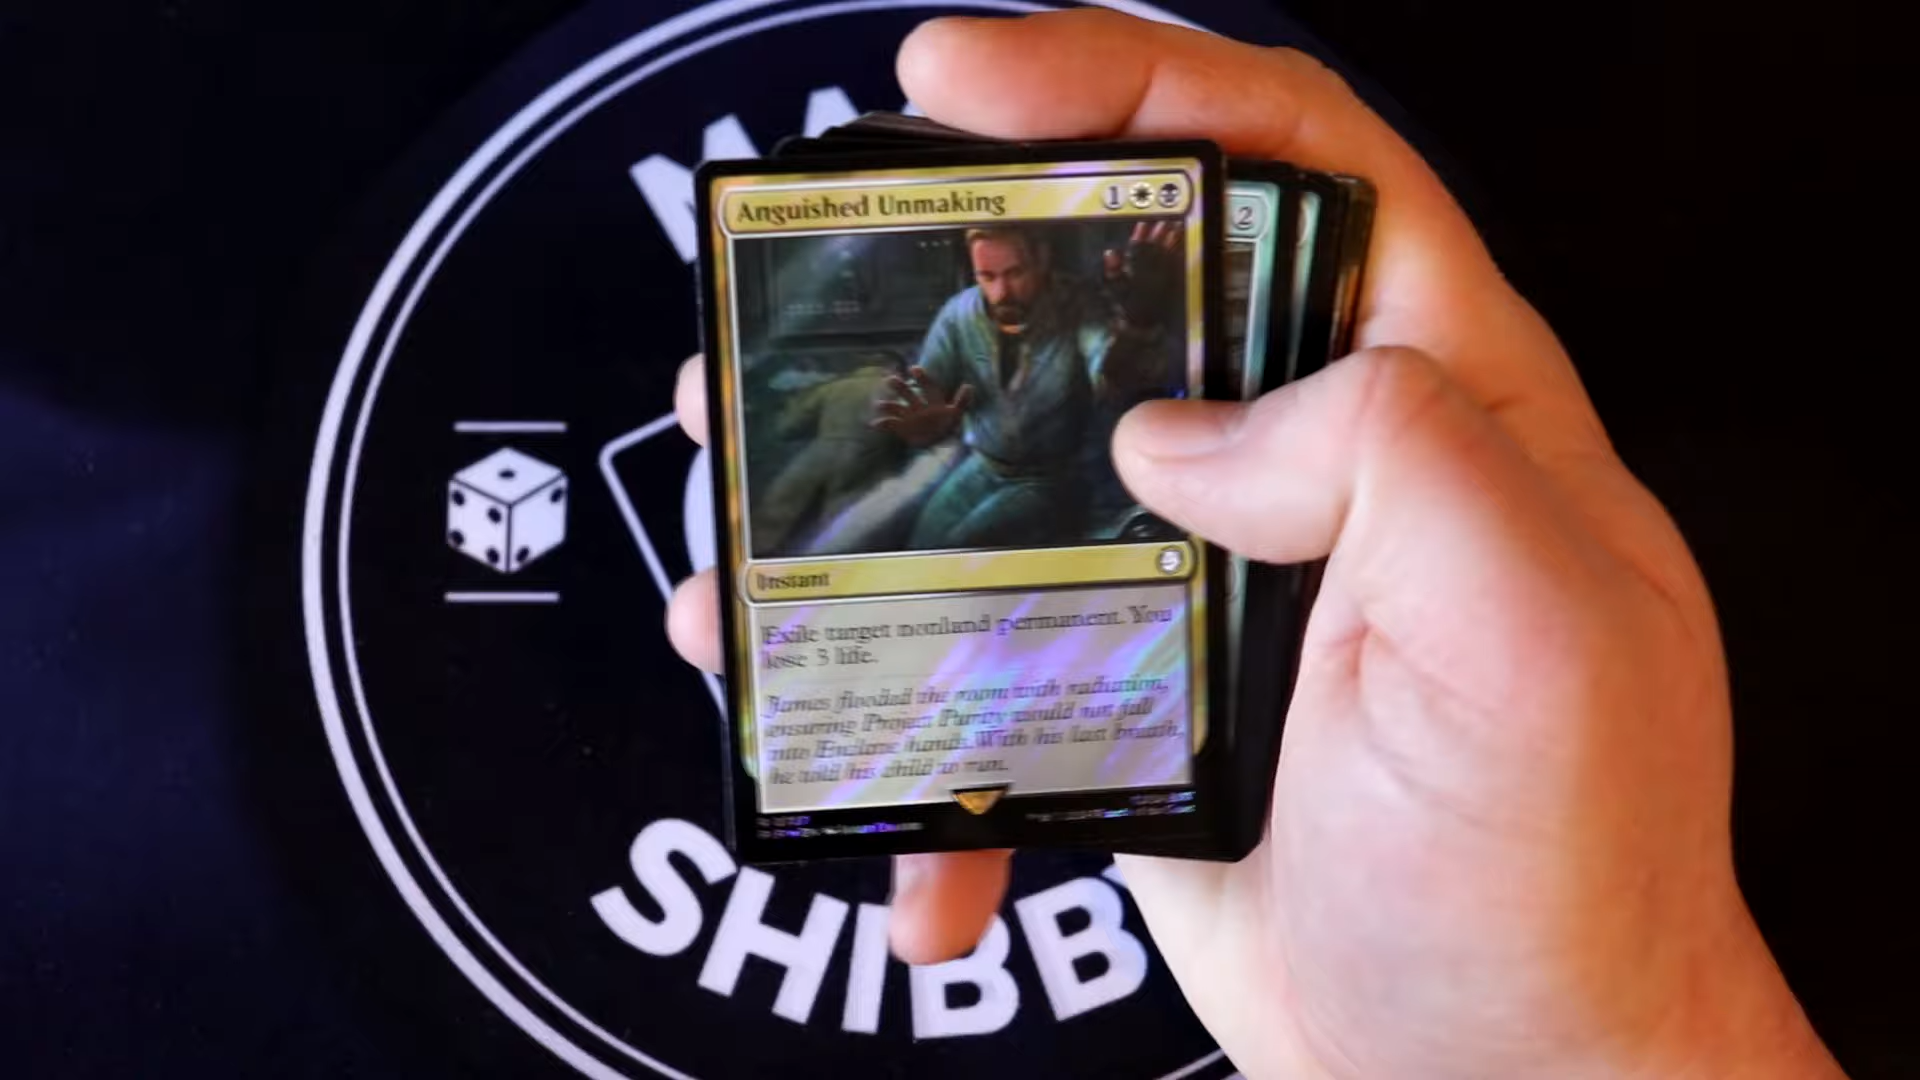 Anguished Unmaking 1
2
Instant
Exile target nonland permanent. You
lose 3 life.
James flooded the room with radiation,
ensuring Project Purity would not fall
into Enclave hands. With his last breath,
he told his child to run.
SHIBB